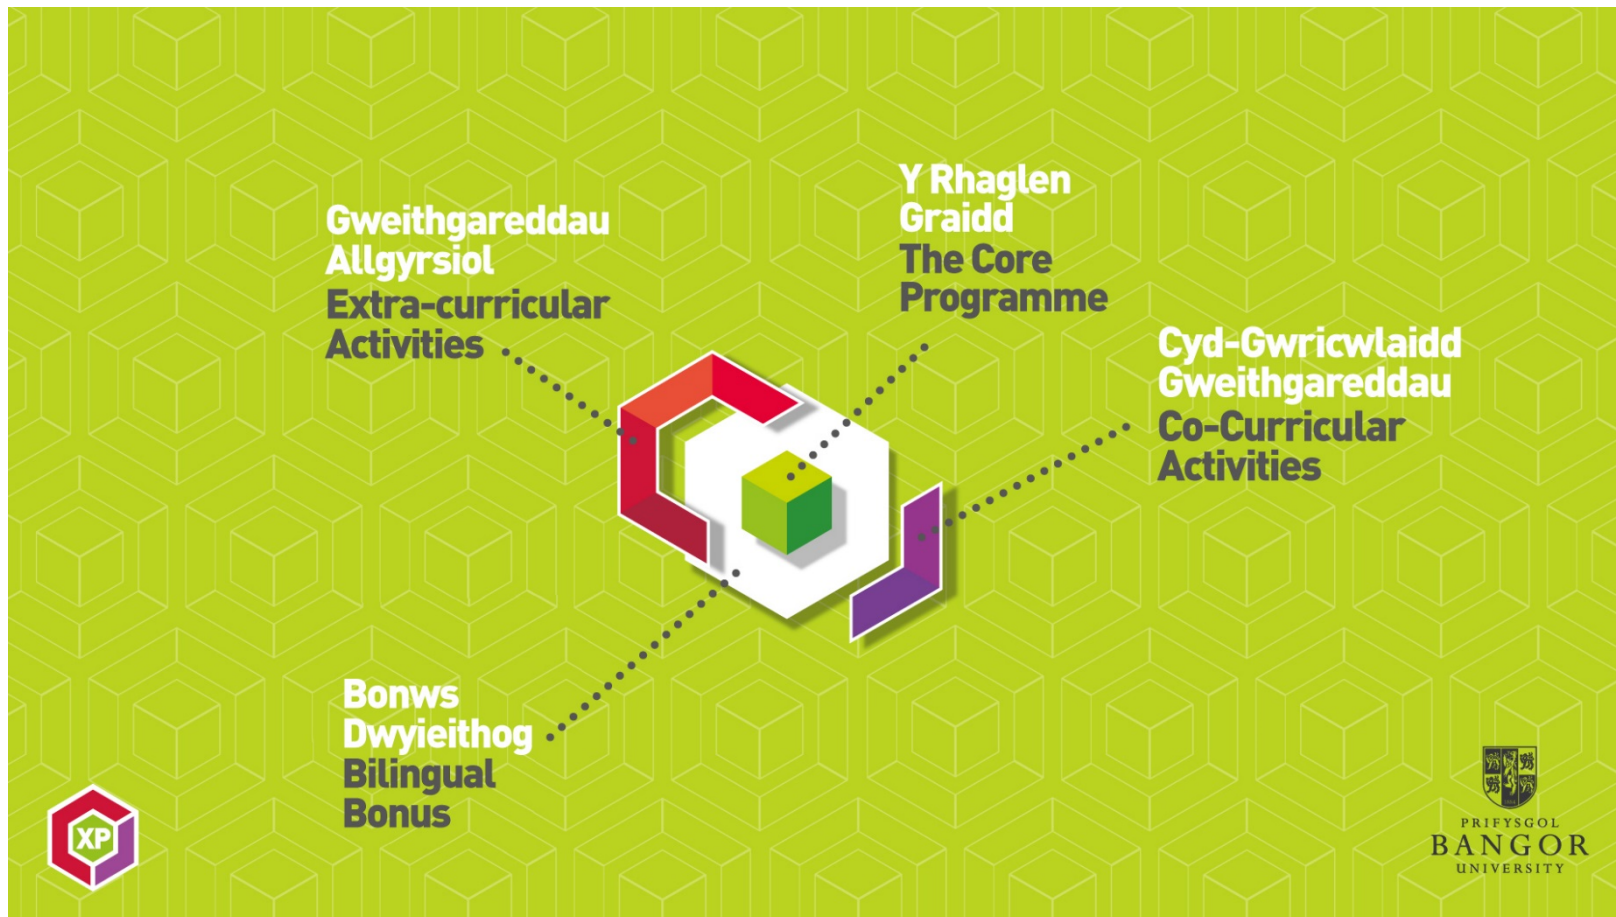 Gweithgareddau
Allgyrsiol
Extra-curricular
Activities
Y Rhaglen
Graidd
The Core
Programme
Cyd-Gwricwlaidd
Gweithgareddau
Co-Curricular
Activities
Bonws
Dwyieithog
Bilingual
Bonus
XP
PRIFYSGOL
BANGOR
UNIVERSITY